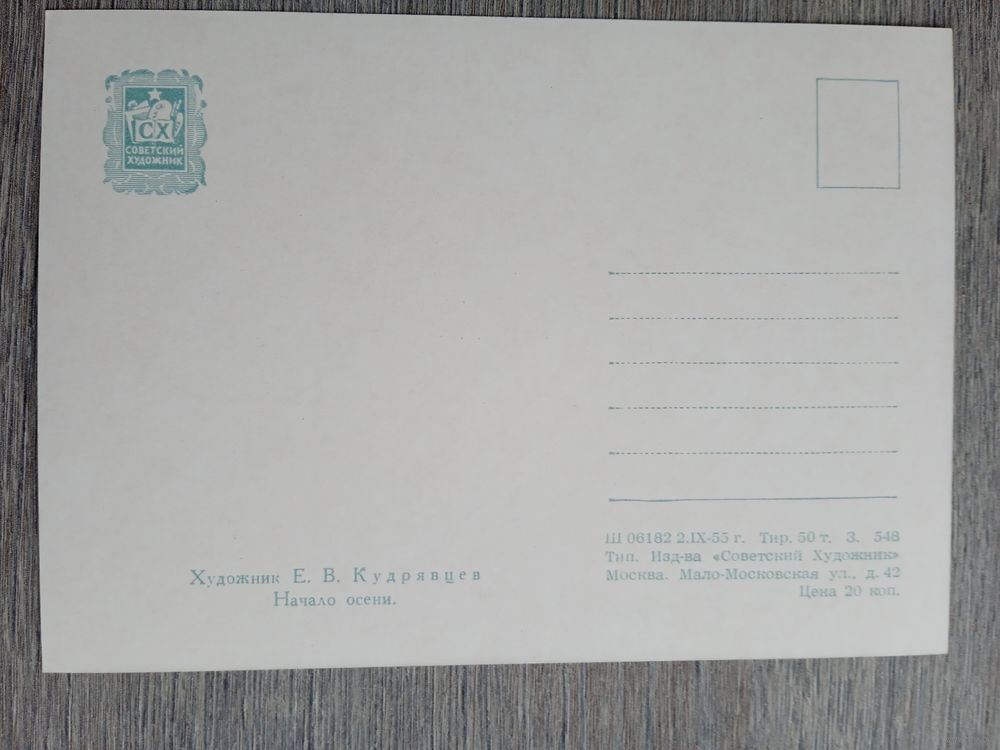 СХ
СОВЕТСКИЙ
ХУДОЖНИК
Художник Е. В. Кудрявцев
Начало осени.
Ш 06182 2.IX-55 г. Тир. 50 т. З. 548
Тип. Изд-ва «Советский Художник»
Москва. Мало-Московская ул., д. 42
Цена 20 коп.